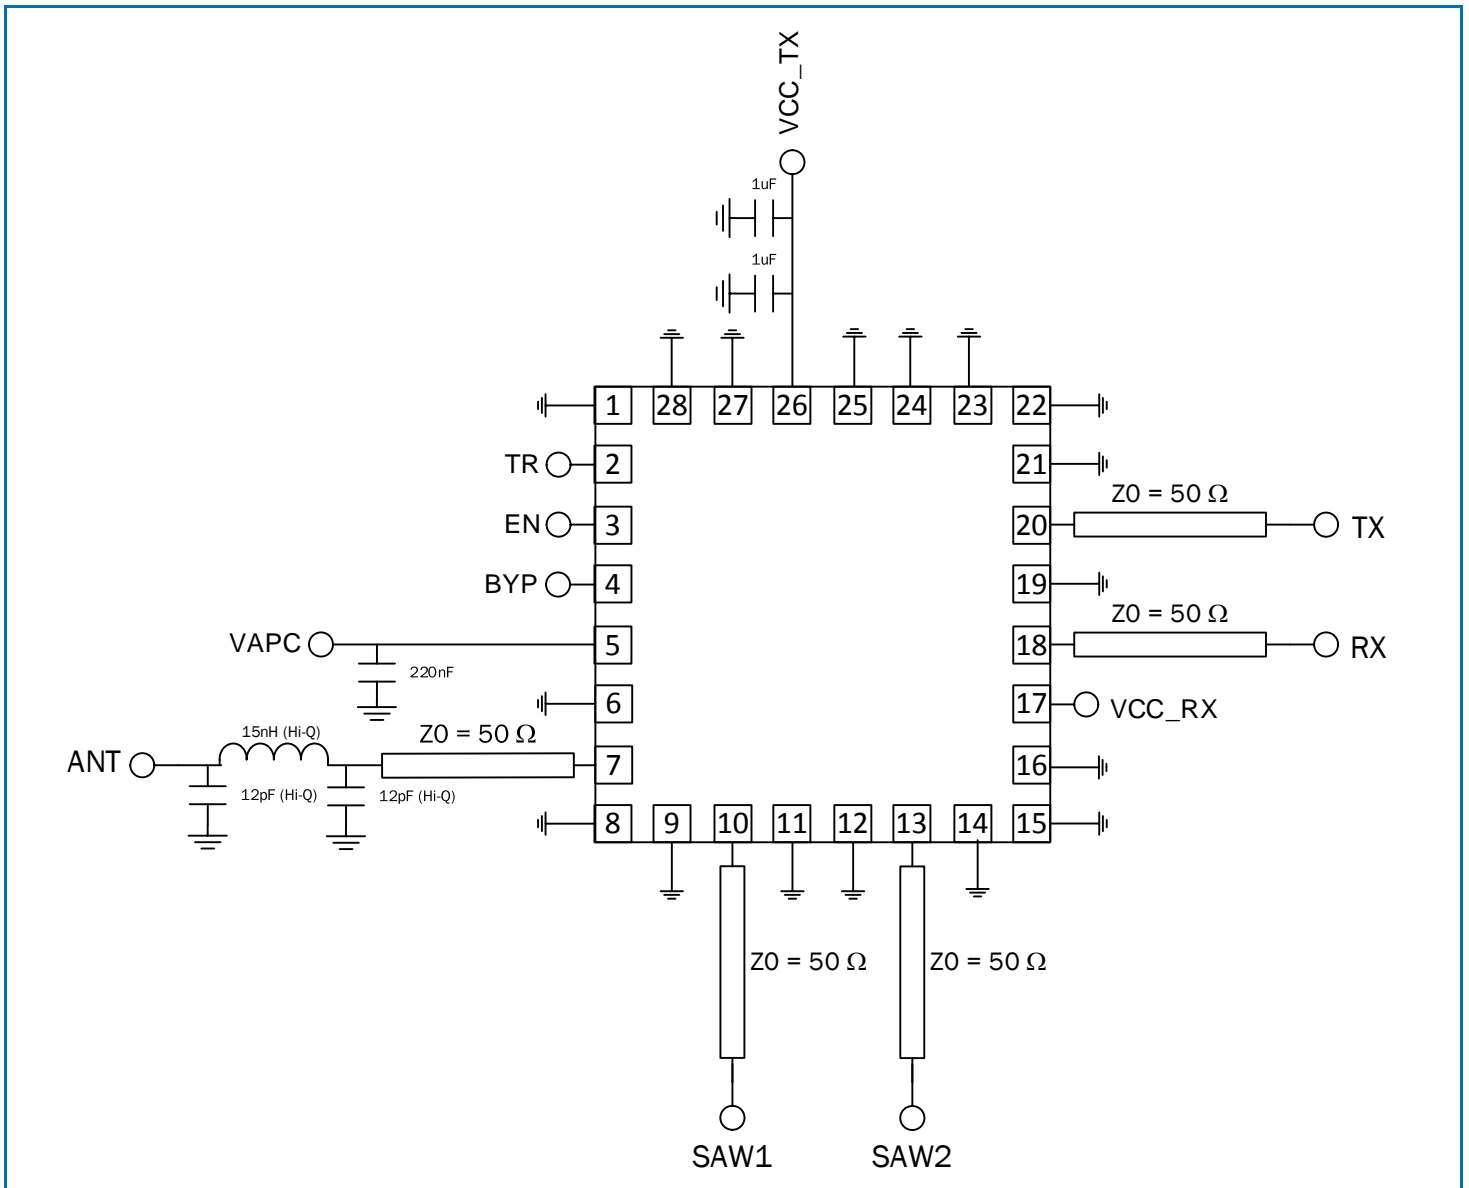 VCC_TX
1uF
1uF
1 28 27 26 25 24 23 22
TR 2 21
Z0 = 50 Ω
EN 3 20 TX
BYP 4 19
Z0 = 50 Ω
VAPC 5 18 RX
220nF
6 17 VCC_RX
15nH (Hi-Q) Z0 = 50 Ω
ANT 7 16
12pF (Hi-Q) 12pF (Hi-Q)
8 9 10 11 12 13 14 15
Z0 = 50 Ω Z0 = 50 Ω
SAW1 SAW2